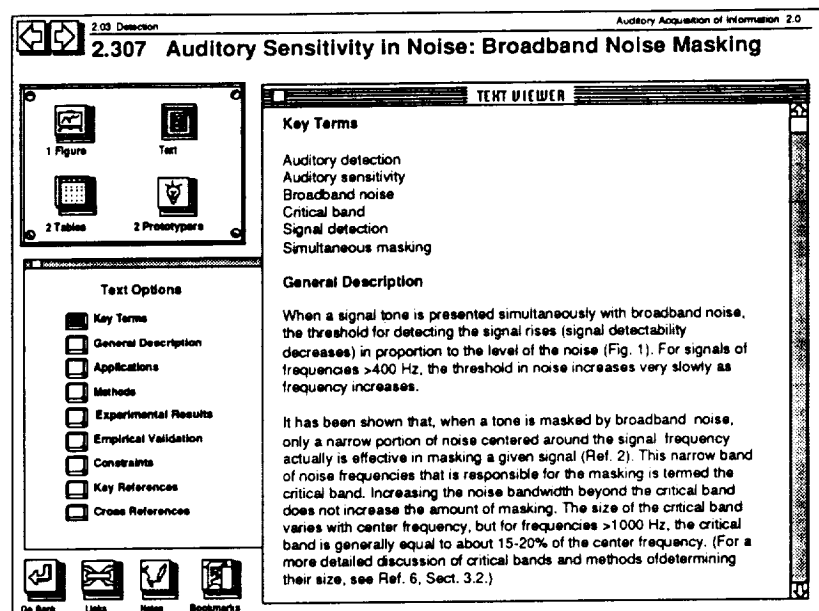 2.03 Detection
Auditory Acquisition of Information 2.0
2.307 Auditory Sensitivity in Noise: Broadband Noise Masking
1 Figure
Text
2 Tables
2 Prototypers
Text Options
Key Terms
General Description
Applications
Methods
Experimental Results
Empirical Validation
Constraints
Key References
Cross References
Go Back
Links
Notes
Bookmarks
TEXT VIEWER
Key Terms
Auditory detection
Auditory sensitivity
Broadband noise
Critical band
Signal detection
Simultaneous masking
General Description
When a signal tone is presented simultaneously with broadband noise,
the threshold for detecting the signal rises (signal detectability
decreases) in proportion to the level of the noise (Fig. 1). For signals of
frequencies >400 Hz, the threshold in noise increases very slowly as
frequency increases.
It has been shown that, when a tone is masked by broadband noise,
only a narrow portion of noise centered around the signal frequency
actually is effective in masking a given signal (Ref. 2). This narrow band
of noise frequencies that is responsible for the masking is termed the
critical band. Increasing the noise bandwidth beyond the critical band
does not increase the amount of masking. The size of the critical band
varies with center frequency, but for frequencies >1000 Hz, the critical
band is generally equal to about 15-20% of the center frequency. (For a
more detailed discussion of critical bands and methods ofdetermining
their size, see Ref. 6, Sect. 3.2.)